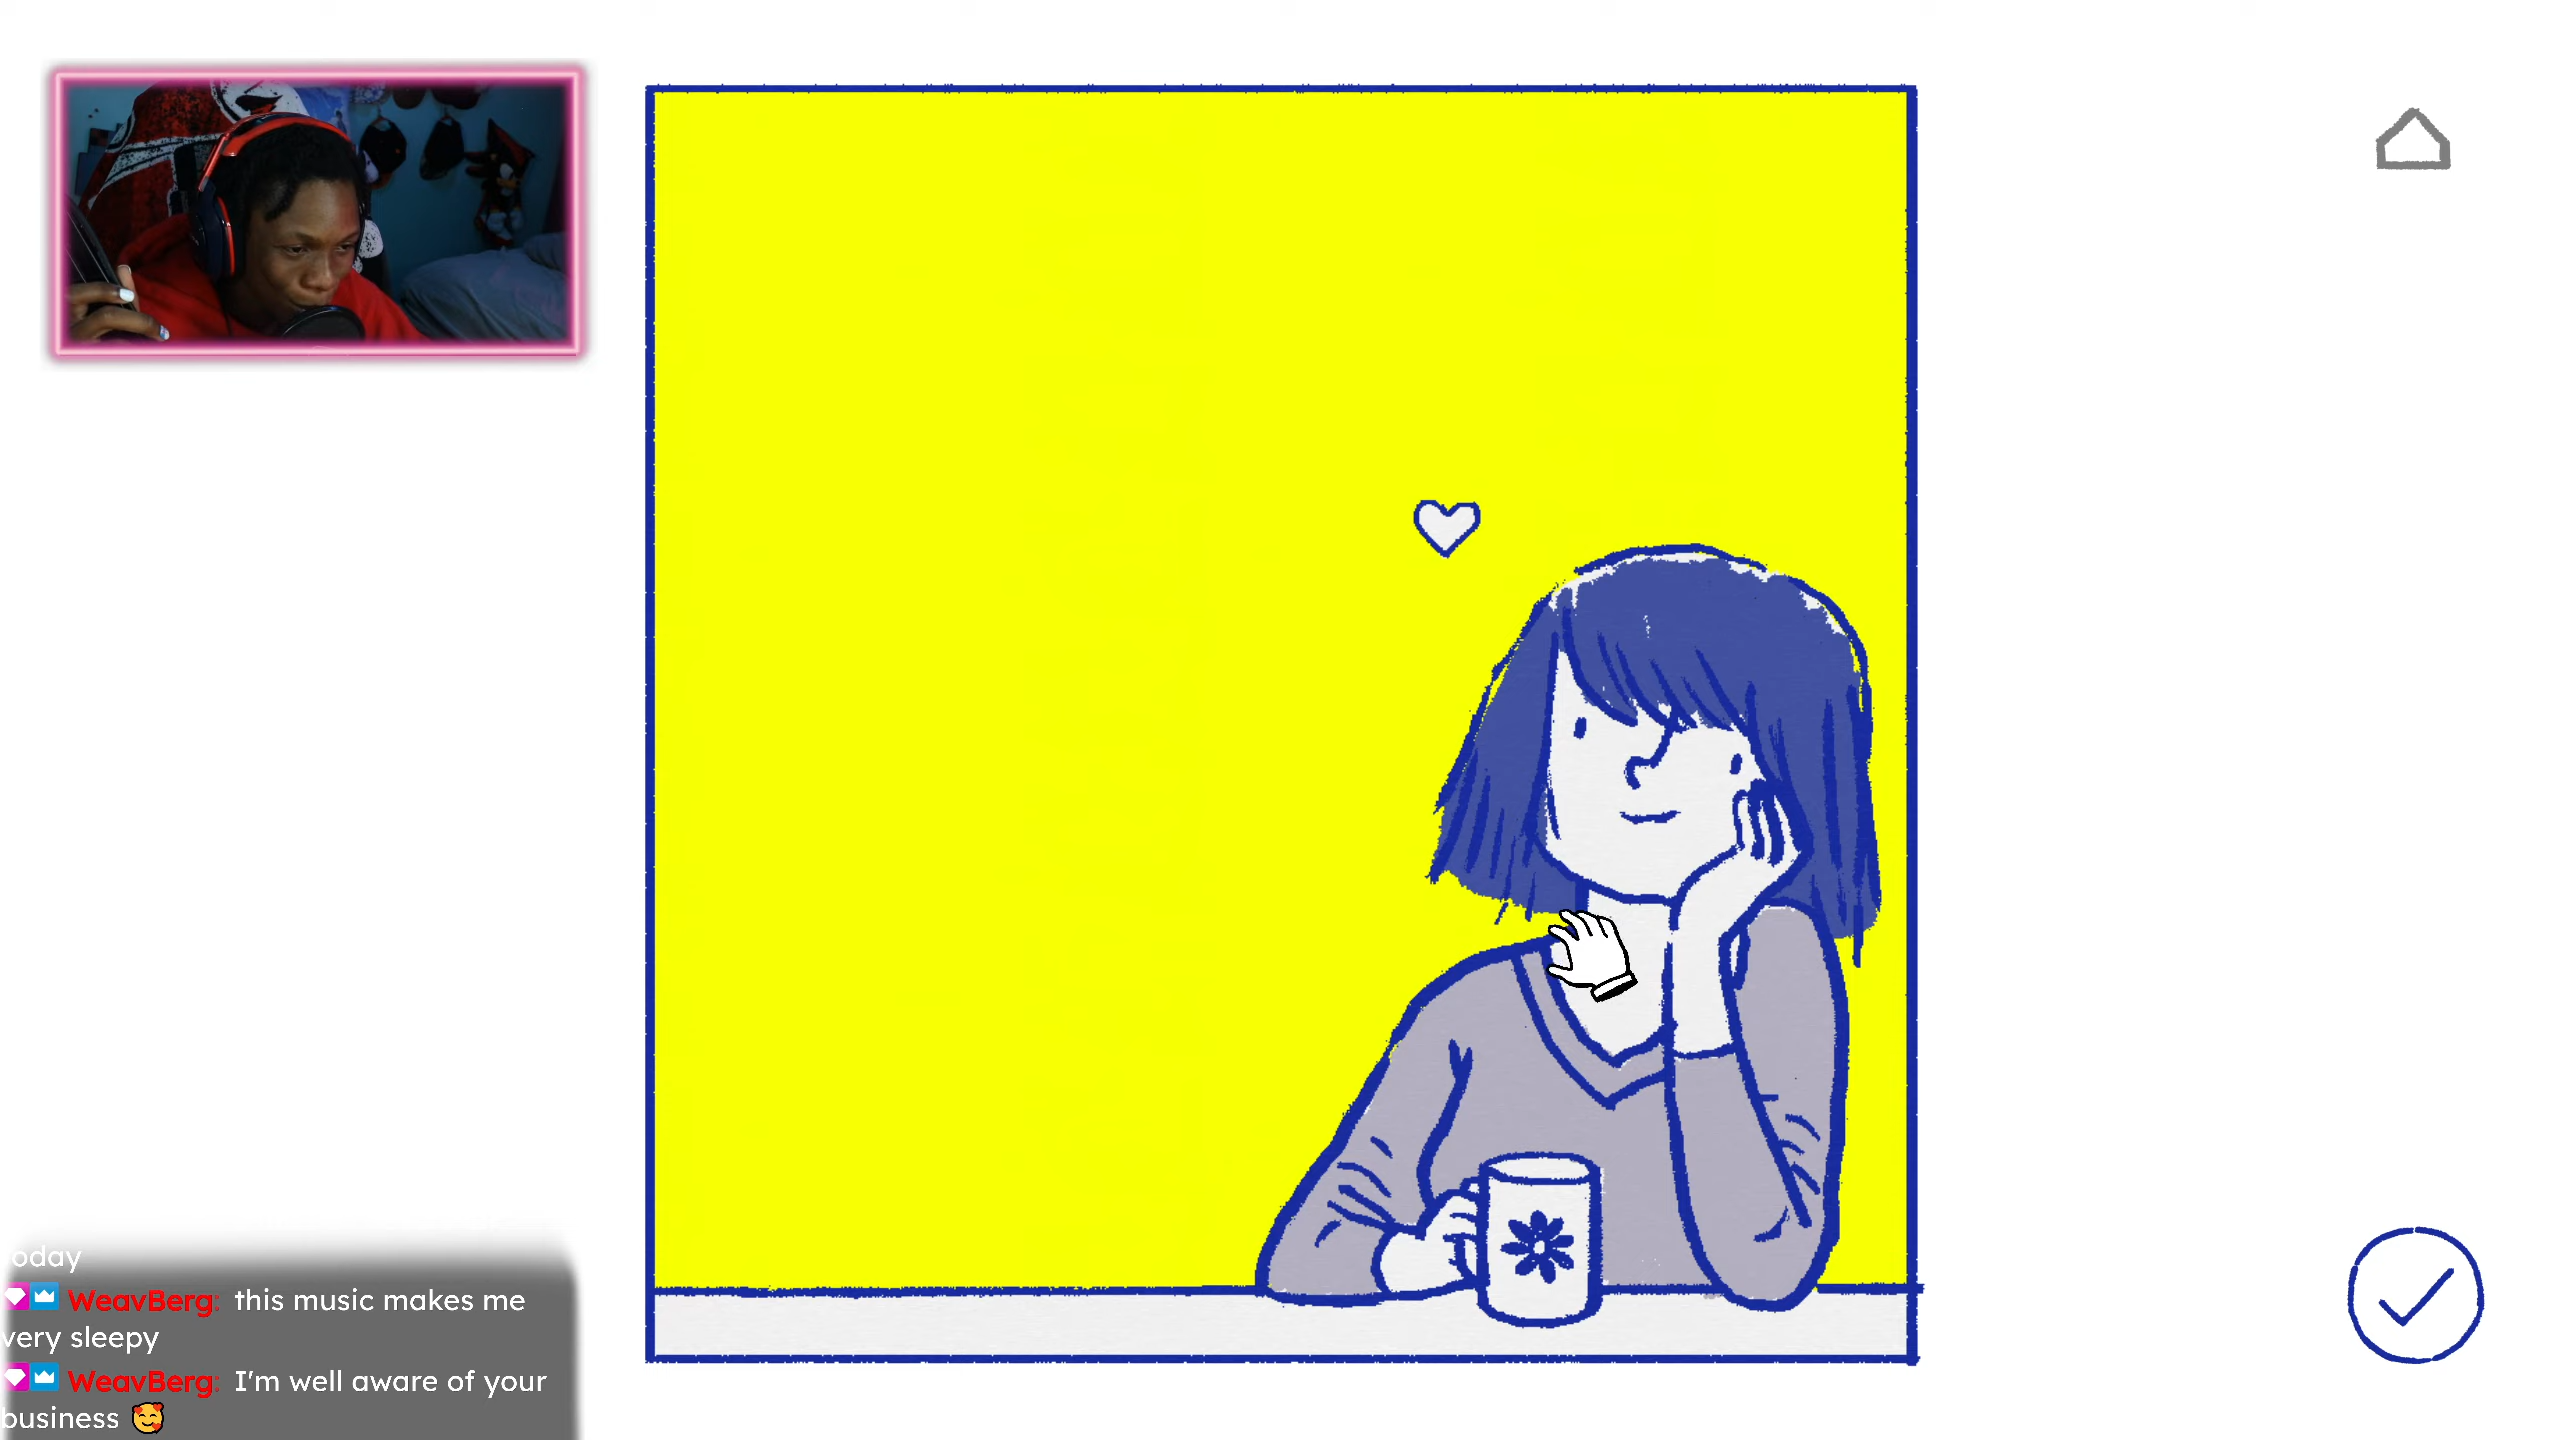 oday
WeavBerg: this music makes me
very sleepy
WeavBerg: I'm well aware of your
business 🥰